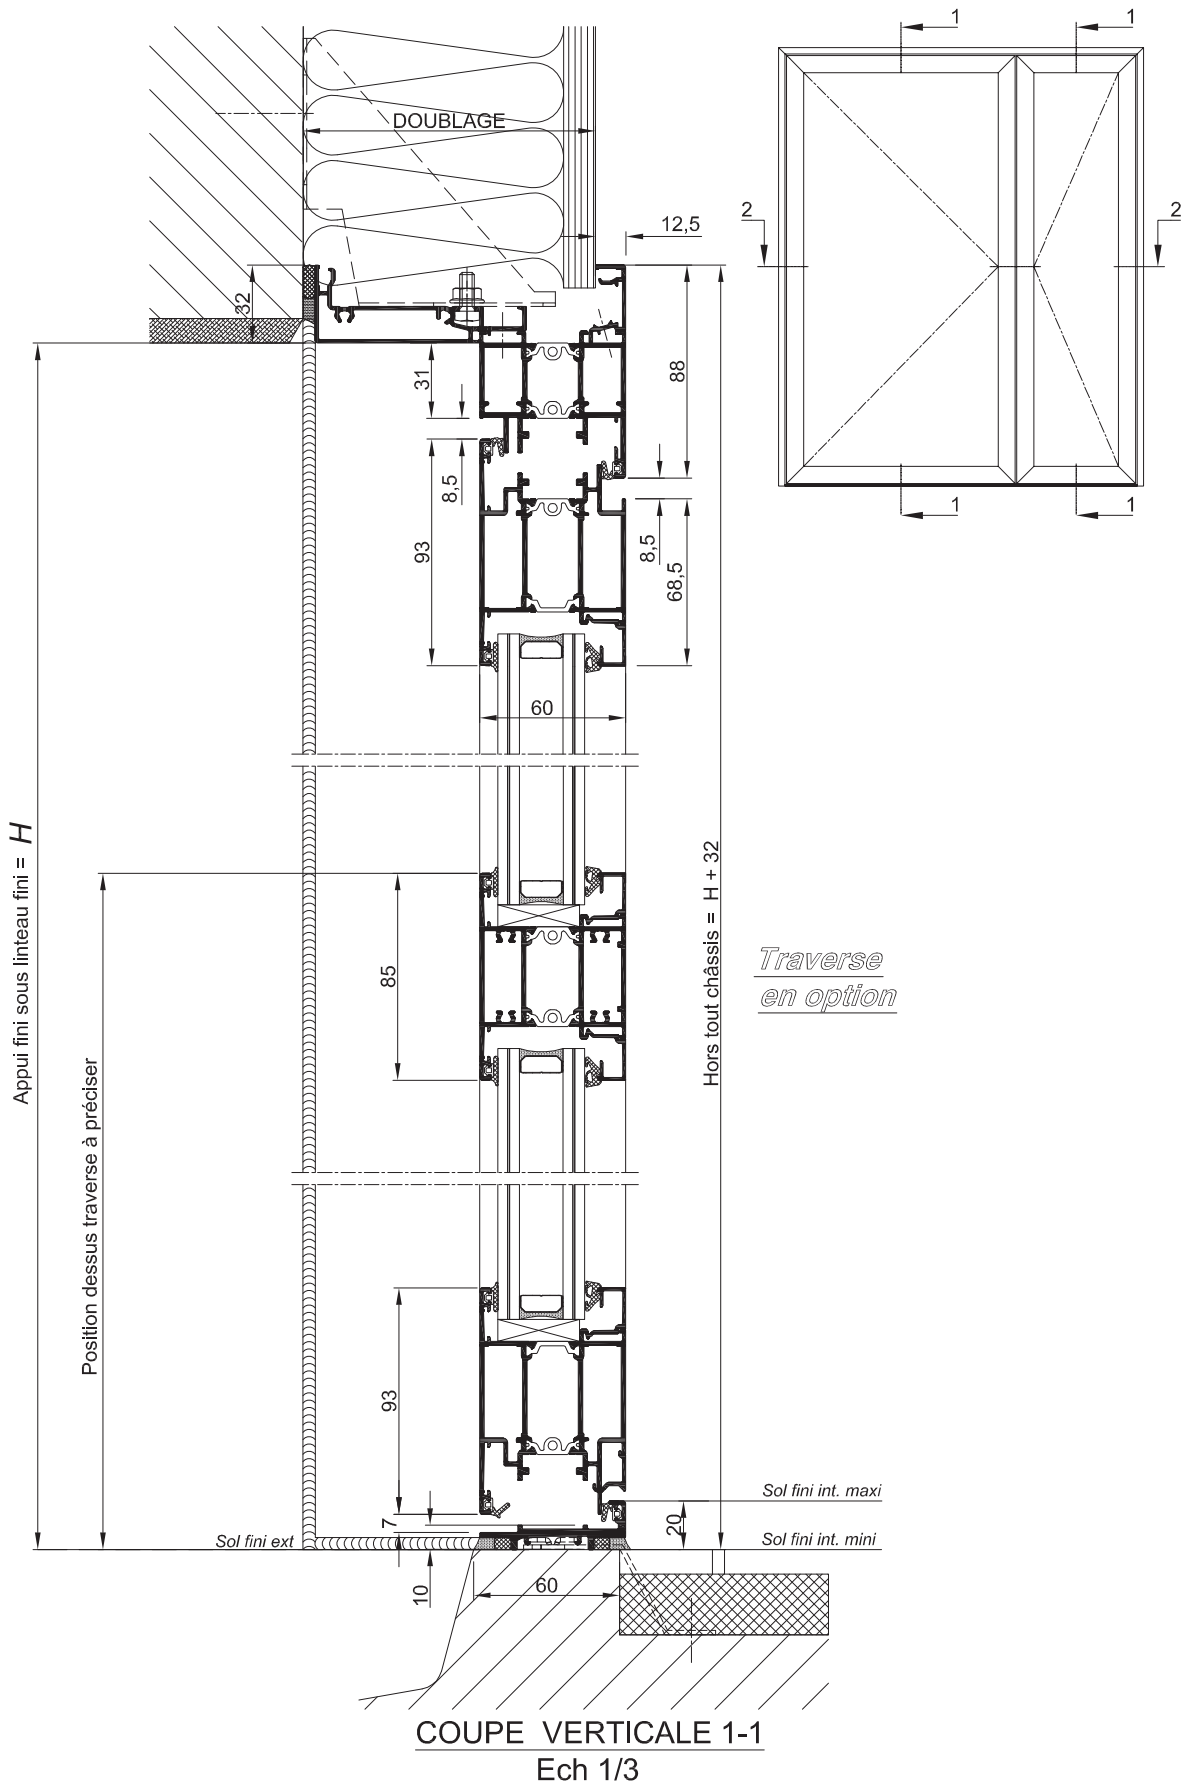 1
1
DOUBLAGE
2
2
12,5
32
31
88
8,5
93
8,5
68,5
1
1
60
Appui fini sous linteau fini = H
Hors tout châssis = H + 32
Traverse
en option
85
Position dessus traverse à préciser
93
Sol fini int. maxi
7
20
Sol fini ext
Sol fini int. mini
10
60
COUPE VERTICALE 1-1
Ech 1/3